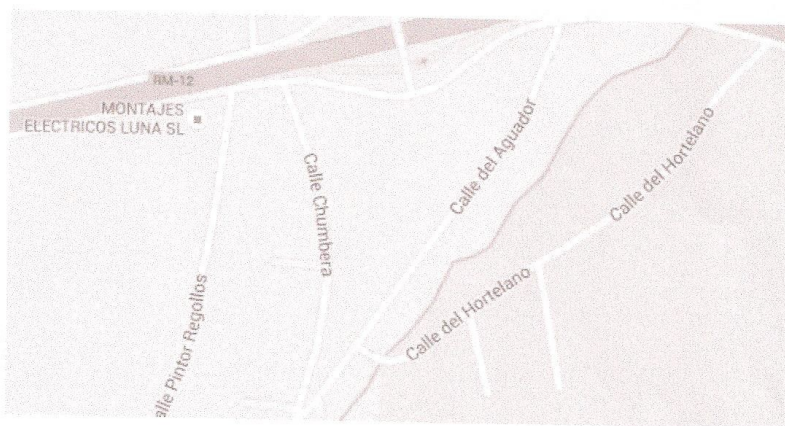 RM-12
MONTAJES
ELECTRICOS LUNA SL
Calle Chumbera
Calle del Aguador
Calle del Hortelano
Calle del Hortelano
alle Pintor Regollos